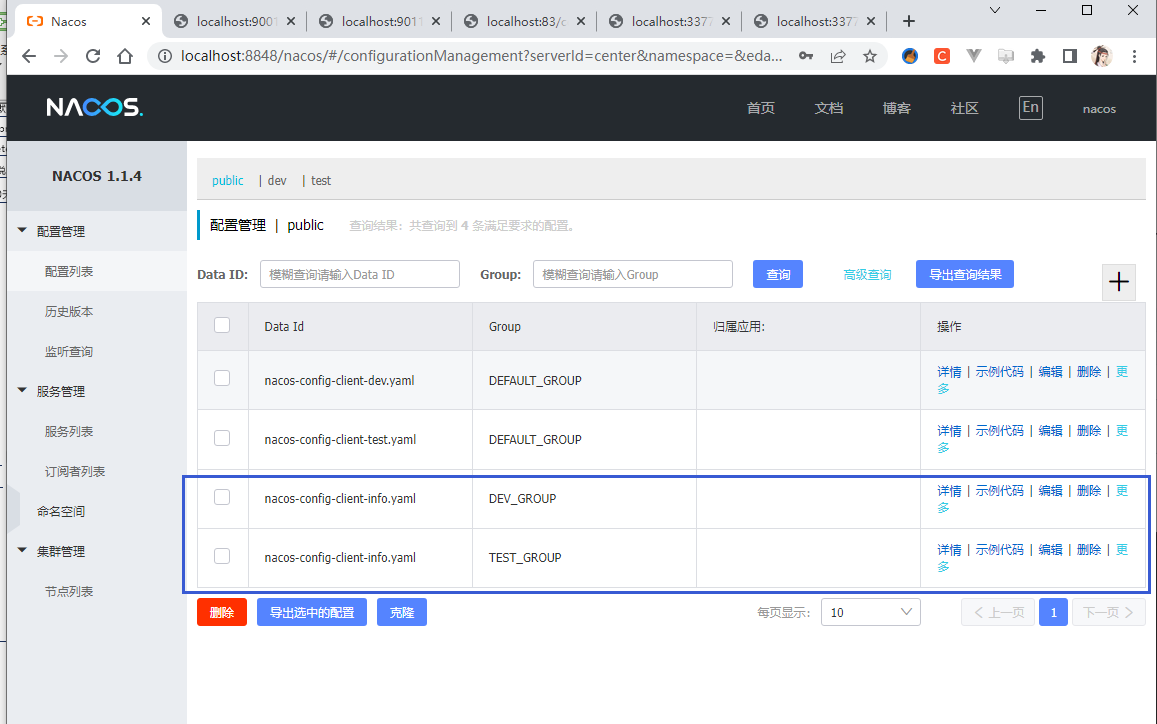 Nacos
localhost:9001
localhost:9011
localhost:83/c
localhost:3377
localhost:3377
localhost:8848/nacos/#/configurationManagement?serverId=center&namespace=&eda...
NACOS.
首页
文档
博客
社区
En
nacos
NACOS 1.1.4
配置管理
配置列表
历史版本
监听查询
服务管理
服务列表
订阅者列表
命名空间
集群管理
节点列表
public | dev | test
配置管理 | public 查询结果：共查询到 4 条满足要求的配置。
Data ID: 模糊查询请输入Data ID Group: 模糊查询请输入Group 查询 高级查询 导出查询结果
Data Id Group 归属应用: 操作
nacos-config-client-dev.yaml DEFAULT_GROUP 详情 | 示例代码 | 编辑 | 删除 | 更
多
nacos-config-client-test.yaml DEFAULT_GROUP 详情 | 示例代码 | 编辑 | 删除 | 更
多
nacos-config-client-info.yaml DEV_GROUP 详情 | 示例代码 | 编辑 | 删除 | 更
多
nacos-config-client-info.yaml TEST_GROUP 详情 | 示例代码 | 编辑 | 删除 | 更
多
删除 导出选中的配置 克隆 每页显示: 10 上一页 1 下一页